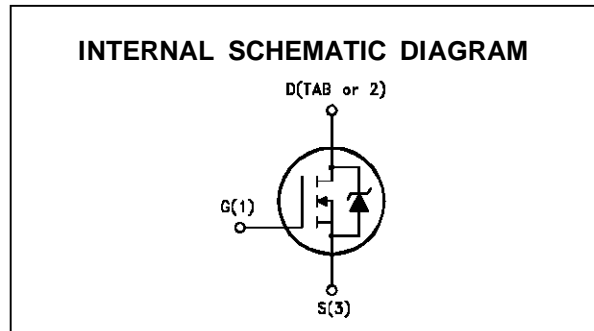 INTERNAL SCHEMATIC DIAGRAM
D(TAB or 2)
G(1)
S(3)